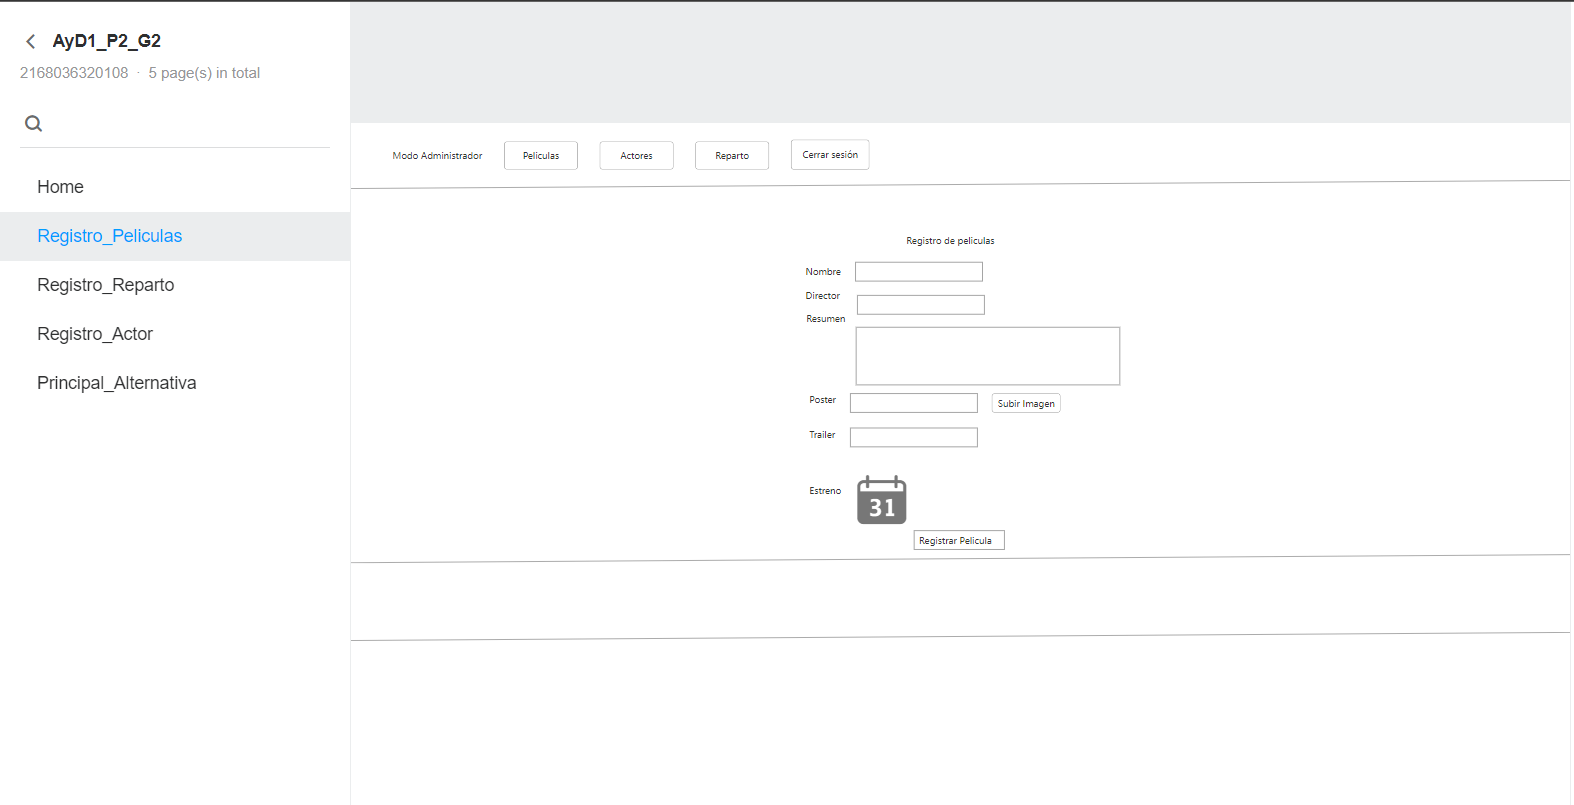 AyD1_P2_G2
2168036320108 · 5 page(s) in total
Home
Registro_Peliculas
Registro_Reparto
Registro_Actor
Principal_Alternativa
Modo Administrador
Peliculas
Actores
Reparto
Cerrar sesión
Registro de peliculas
Nombre
Director
Resumen
Poster
Subir Imagen
Trailer
Estreno
31
Registrar Pelicula